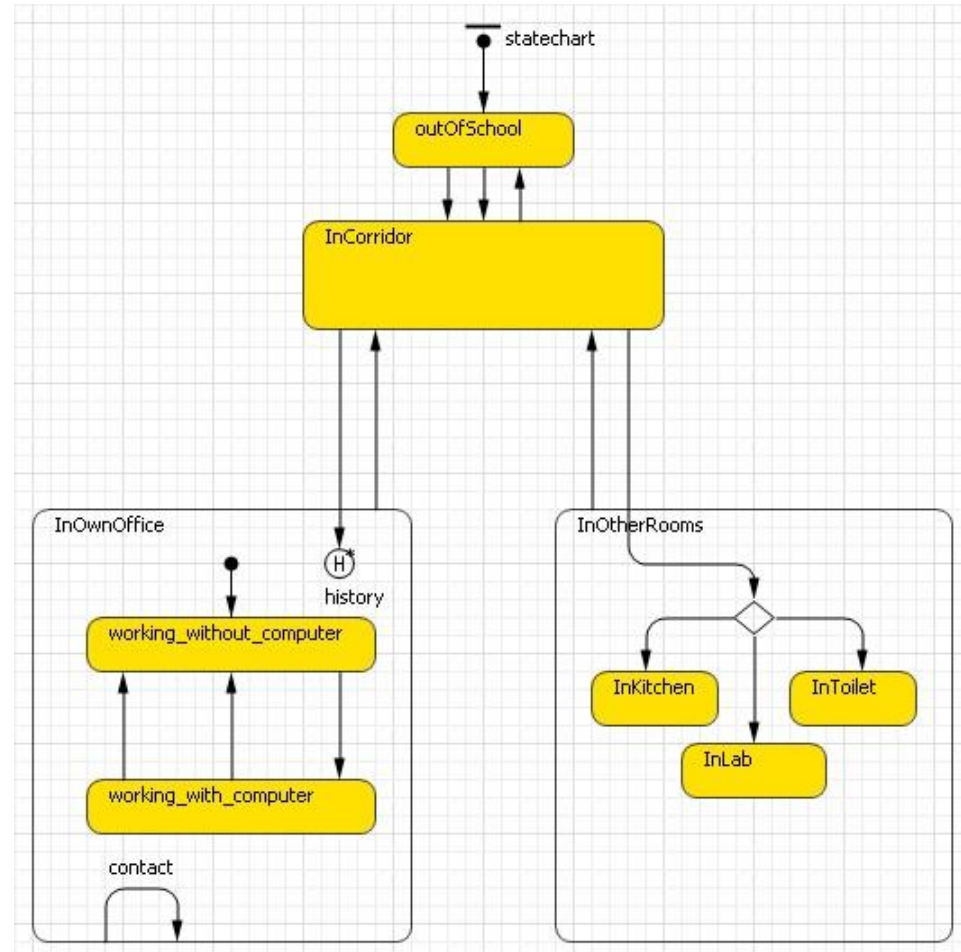 statechart
outOfSchool
InCorridor
InOwnOffice
H*
history
working_without_computer
working_with_computer
contact
InOtherRooms
InKitchen
InToilet
InLab